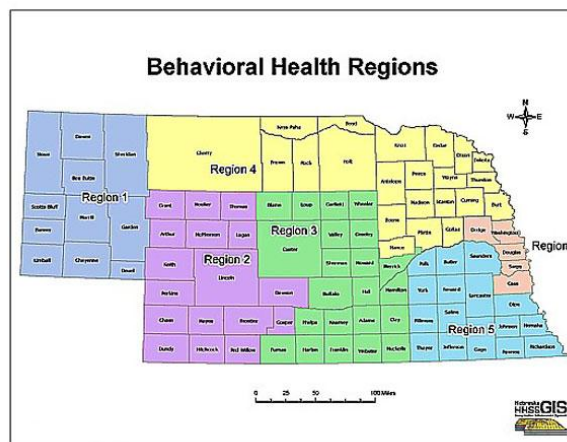 Behavioral Health Regions
N
W E
S
Keya Paha Boyd
Sioux Dawes Sheridan Cherry Brown Rock Holt Knox Cedar Dixon Dakota
Region 4
Box Butte Antelope Pierce Wayne Thurston
Region 1
Scotts Bluff Morrill Garden Grant Hooker Thomas Blaine Loup Garfield Wheeler Boone Madison Stanton Cuming Burt
Banner Arthur McPherson Logan Region 3 Valley Greeley Platte Colfax Dodge Washington
Custer Nance Douglas Region
Kimball Cheyenne Deuel Keith Region 2 Sherman Howard Merrick Polk Butler Saunders Sarpy
Lincoln Cass
Perkins Dawson Buffalo Hall Hamilton York Seward Lancaster Otoe
Chase Hayes Frontier Gosper Phelps Kearney Adams Clay Fillmore Saline Johnson Nemaha
Region 5
Dundy Hitchcock Red Willow Furnas Harlan Franklin Webster Nuckolls Thayer Jefferson Gage Pawnee Richardson
0 25 50 100 Miles
Nebraska
HHSS GIS